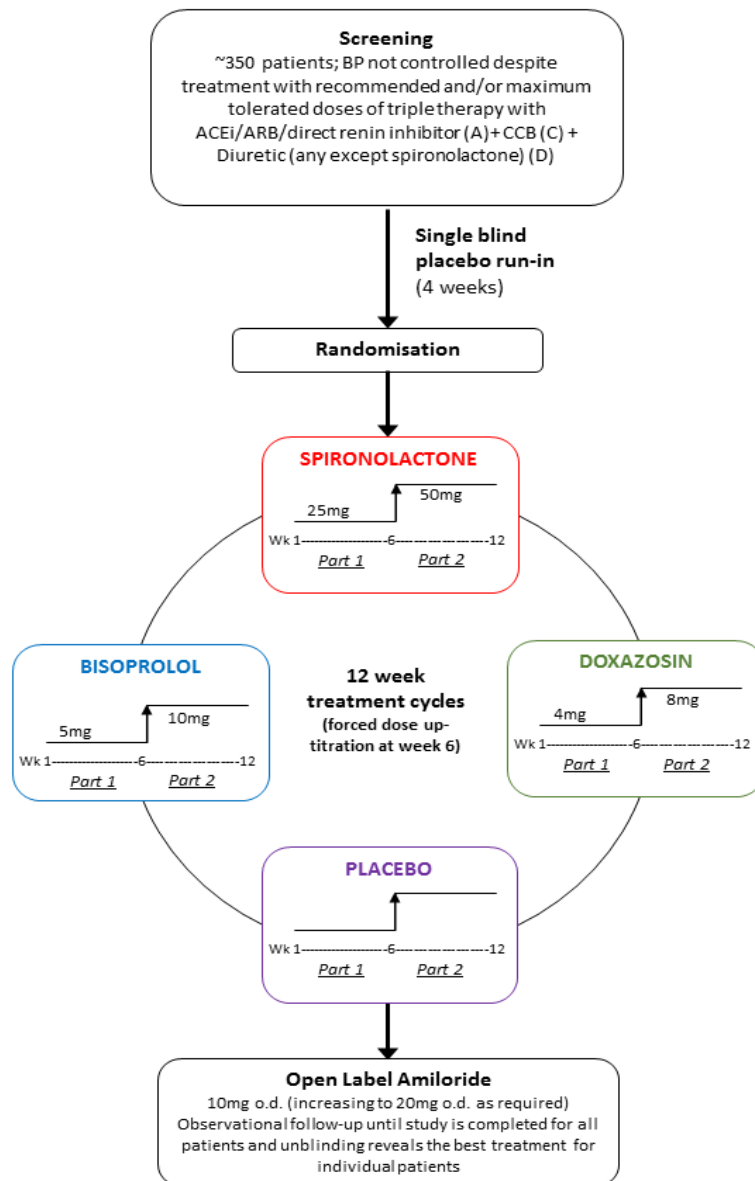 Screening
~350 patients; BP not controlled despite
treatment with recommended and/or maximum
tolerated doses of triple therapy with
ACEi/ARB/direct renin inhibitor (A)+ CCB (C) +
Diuretic (any except spironolactone) (D)
Single blind
placebo run-in
(4 weeks)
Randomisation
SPIRONOLACTONE
25mg
50mg
Wk 1-----------------6-------------------12
Part 1 Part 2
BISOPROLOL
5mg
10mg
Wk 1-----------------6-------------------12
Part 1 Part 2
12 week
treatment cycles
(forced dose up-
titration at week 6)
DOXAZOSIN
4mg
8mg
Wk 1-----------------6-------------------12
Part 1 Part 2
PLACEBO
Wk 1-----------------6-------------------12
Part 1 Part 2
Open Label Amiloride
10mg o.d. (increasing to 20mg o.d. as required)
Observational follow-up until study is completed for all
patients and unblinding reveals the best treatment for
individual patients